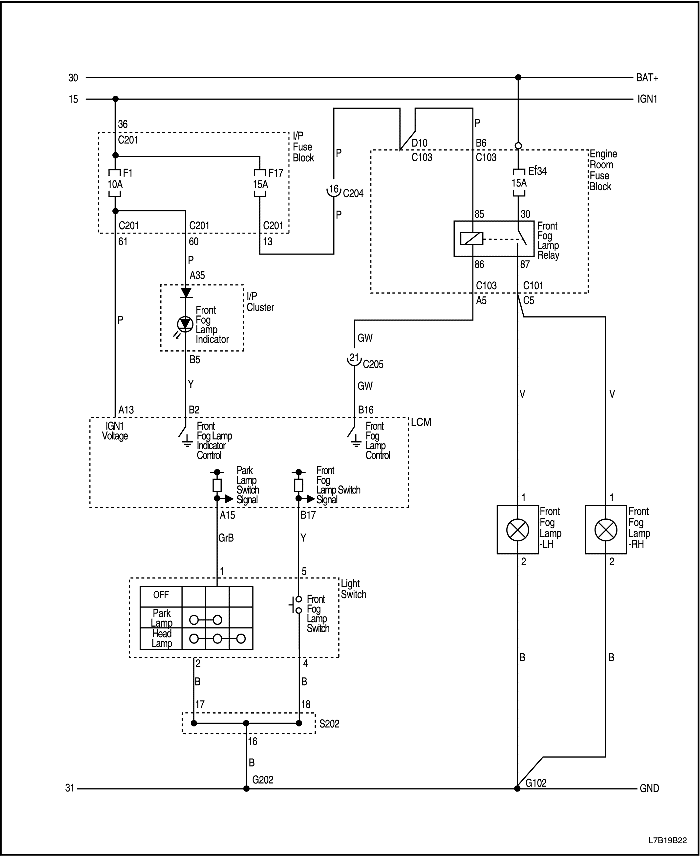 30 BAT+
15 IGN1
36
C201
I/P
Fuse
Block
F1
10A
F17
15A
C201 C201 C201
61 60 13
P
16 C204
P
D10 B6
C103 C103
P
Engine
Room
Fuse
Block
Ef34
15A
85 30
Front
Fog
Lamp
Relay
86 87
C103 C101
A5 C5
P
A35
I/P
Cluster
Front
Fog
Lamp
Indicator
B5
P
Y
GW
21 C205
GW
V V
A13 B2 B16
LCM
IGN1
Voltage
Front
Fog Lamp
Indicator
Control
Front
Fog
Lamp
Control
Park
Lamp
Switch
Signal
Front
Fog
Lamp Switch
Signal
A15 B17
GrB Y
1 5
Light
Switch
OFF
Park
Lamp
Head
Lamp
Front
Fog
Lamp
Switch
2 4
B B
17 18
S202
16
B
G202
1 1
Front
Fog
Lamp
-LH
Front
Fog
Lamp
-RH
2 2
B B
G102
31 GND
L7B19B22